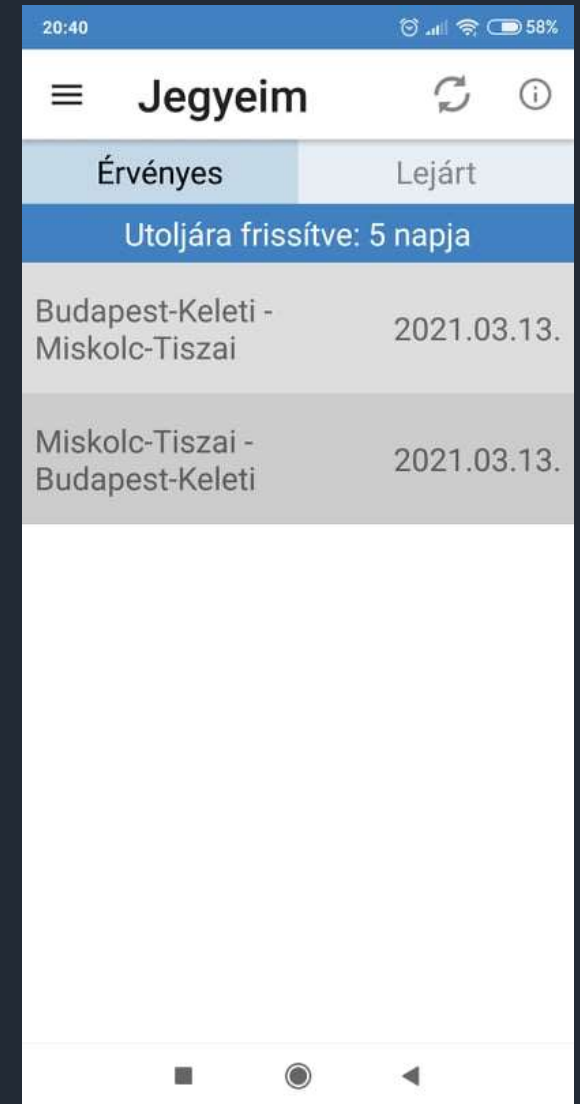 20:40 58%
Jegyeim
Érvényes Lejárt
Utoljára frissítve: 5 napja
Budapest-Keleti -
Miskolc-Tiszai
2021.03.13.
Miskolc-Tiszai -
Budapest-Keleti
2021.03.13.